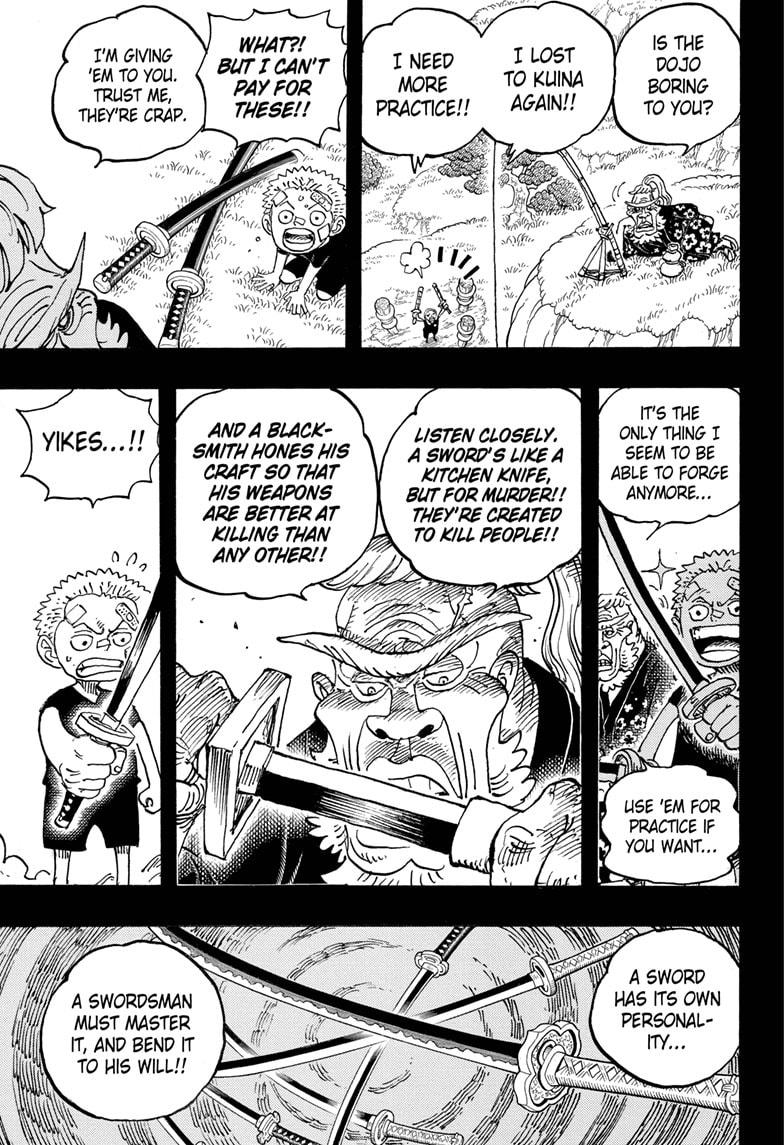 IS THE
DOJO
BORING
TO YOU?
I LOST
TO KUINA
AGAIN!!
I NEED
MORE
PRACTICE!!
WHAT?!
BUT I CAN'T
PAY FOR
THESE!!
I'M GIVING
'EM TO YOU.
TRUST ME,
THEY'RE CRAP.
IT'S THE
ONLY THING I
SEEM TO BE
ABLE TO FORGE
ANYMORE...
USE 'EM FOR
PRACTICE IF
YOU WANT...
LISTEN CLOSELY.
A SWORD'S LIKE A
KITCHEN KNIFE,
BUT FOR MURDER!!
THEY'RE CREATED
TO KILL PEOPLE!!
AND A BLACK-
SMITH HONES HIS
CRAFT SO THAT
HIS WEAPONS
ARE BETTER AT
KILLING THAN
ANY OTHER!!
YIKES...!!
A SWORD
HAS ITS OWN
PERSONAL-
ITY...
A SWORDSMAN
MUST MASTER
IT, AND BEND IT
TO HIS WILL!!